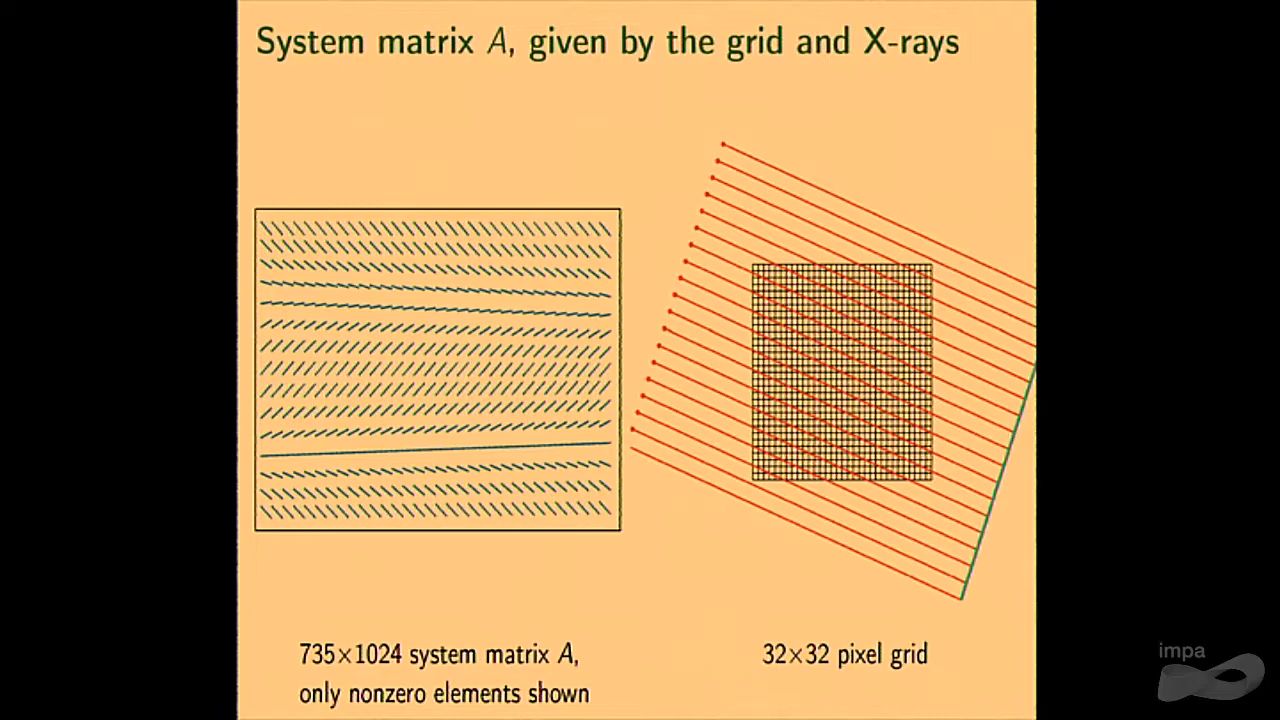 System matrix A, given by the grid and X-rays
735×1024 system matrix A,
only nonzero elements shown
32×32 pixel grid
impa